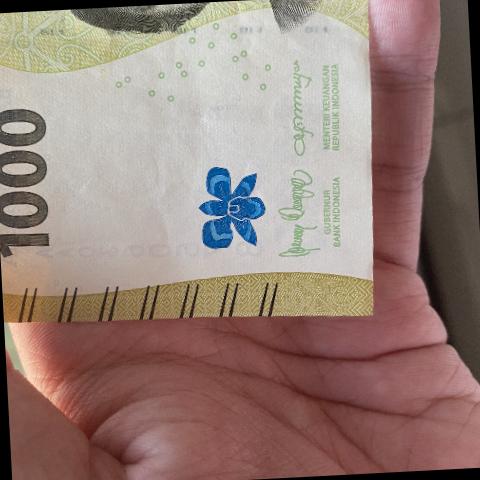 1000
GUBERNUR
BANK INDONESIA
MENTERI KEUANGAN
REPUBLIK INDONESIA